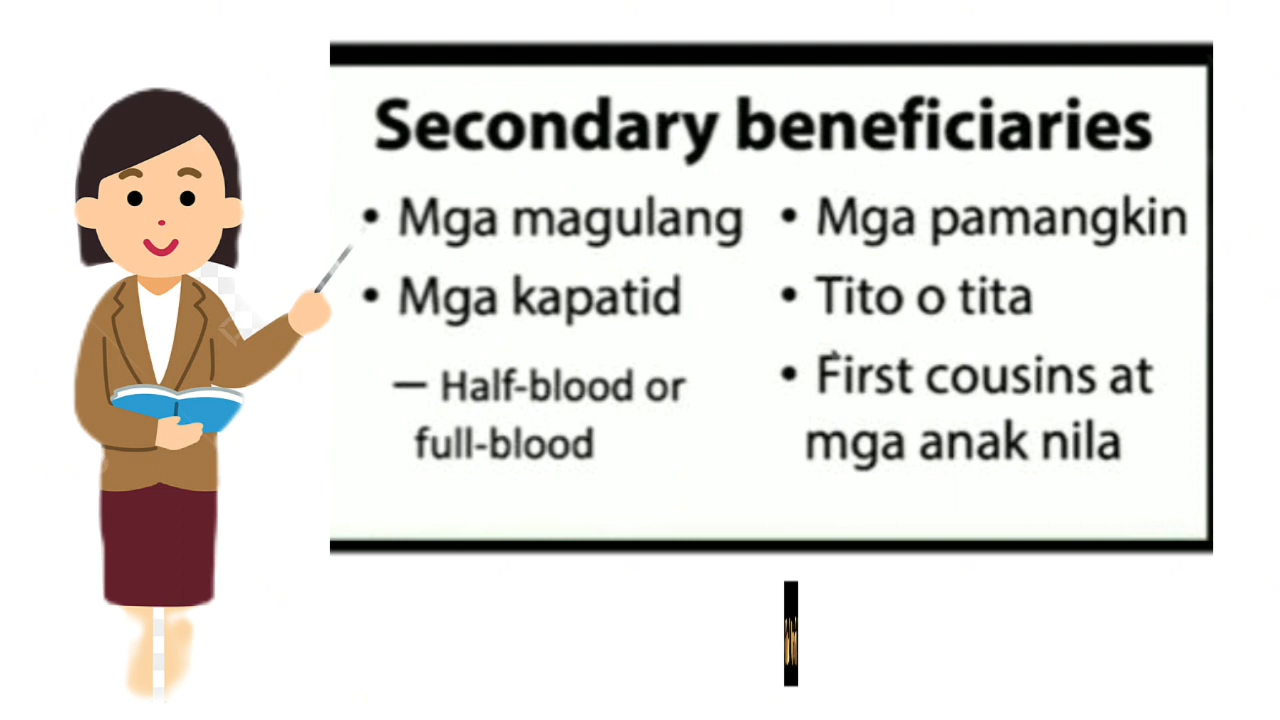 Secondary beneficiaries
• Mga magulang
• Mga kapatid
— Half-blood or
full-blood
• Mga pamangkin
• Tito o tita
• First cousins at
mga anak nila